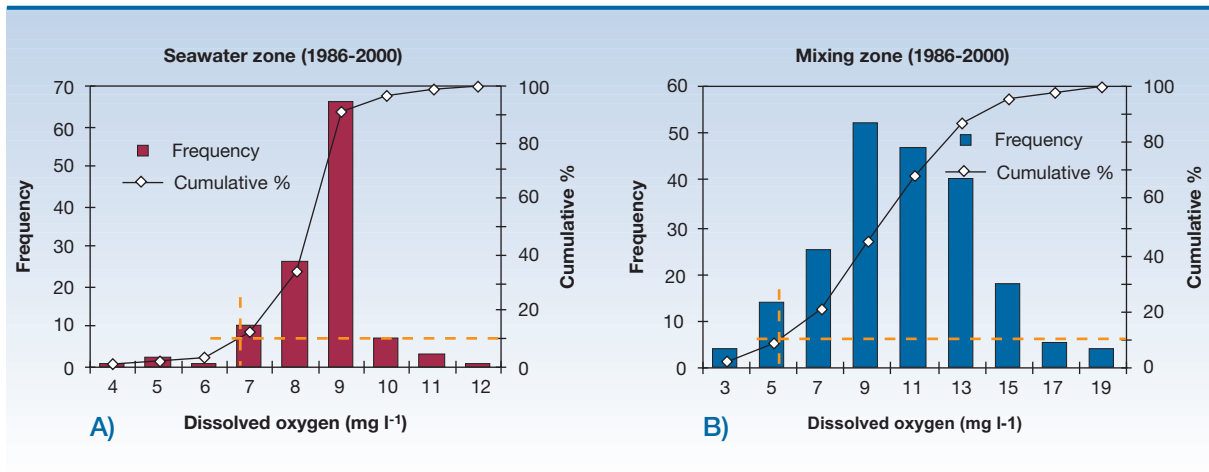 Seawater zone (1986-2000)
70
60
50
40
30
20
10
0
Frequency
Frequency
Cumulative %
100
80
60
40
20
0
Cumulative %
4 5 6 7 8 9 10 11 12
Dissolved oxygen (mg l-1)
A)
Mixing zone (1986-2000)
60
50
40
30
20
10
0
Frequency
Frequency
Cumulative %
100
80
60
40
20
0
Cumulative %
3 5 7 9 11 13 15 17 19
Dissolved oxygen (mg l-1)
B)